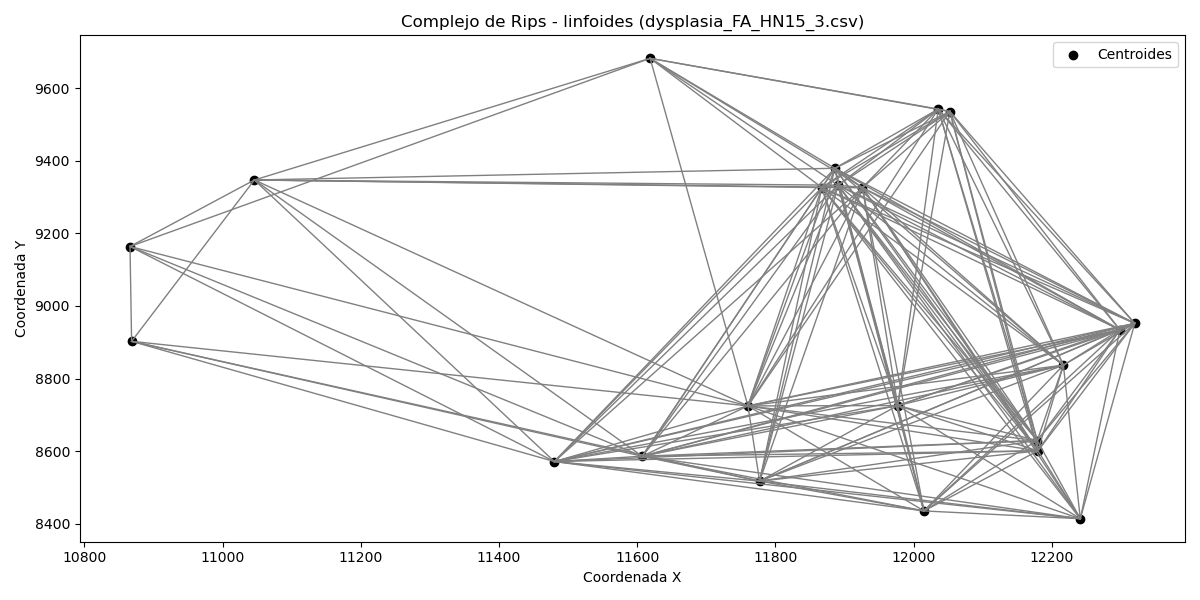 Complejo de Rips - linfoides (dysplasia_FA_HN15_3.csv)
Centroides
Coordenada Y
9600
9400
9200
9000
8800
8600
8400
10800 11000 11200 11400 11600 11800 12000 12200
Coordenada X